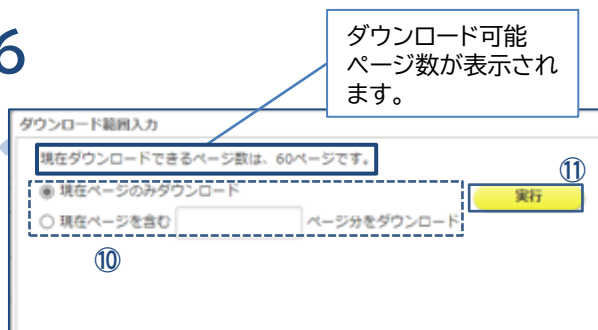 6
ダウンロード可能
ページ数が表示され
ます。
ダウンロード範囲入力
現在ダウンロードできるページ数は、60ページです。
現在ページのみダウンロード
⑪
実行
現在ページを含む ページ分をダウンロード
⑩